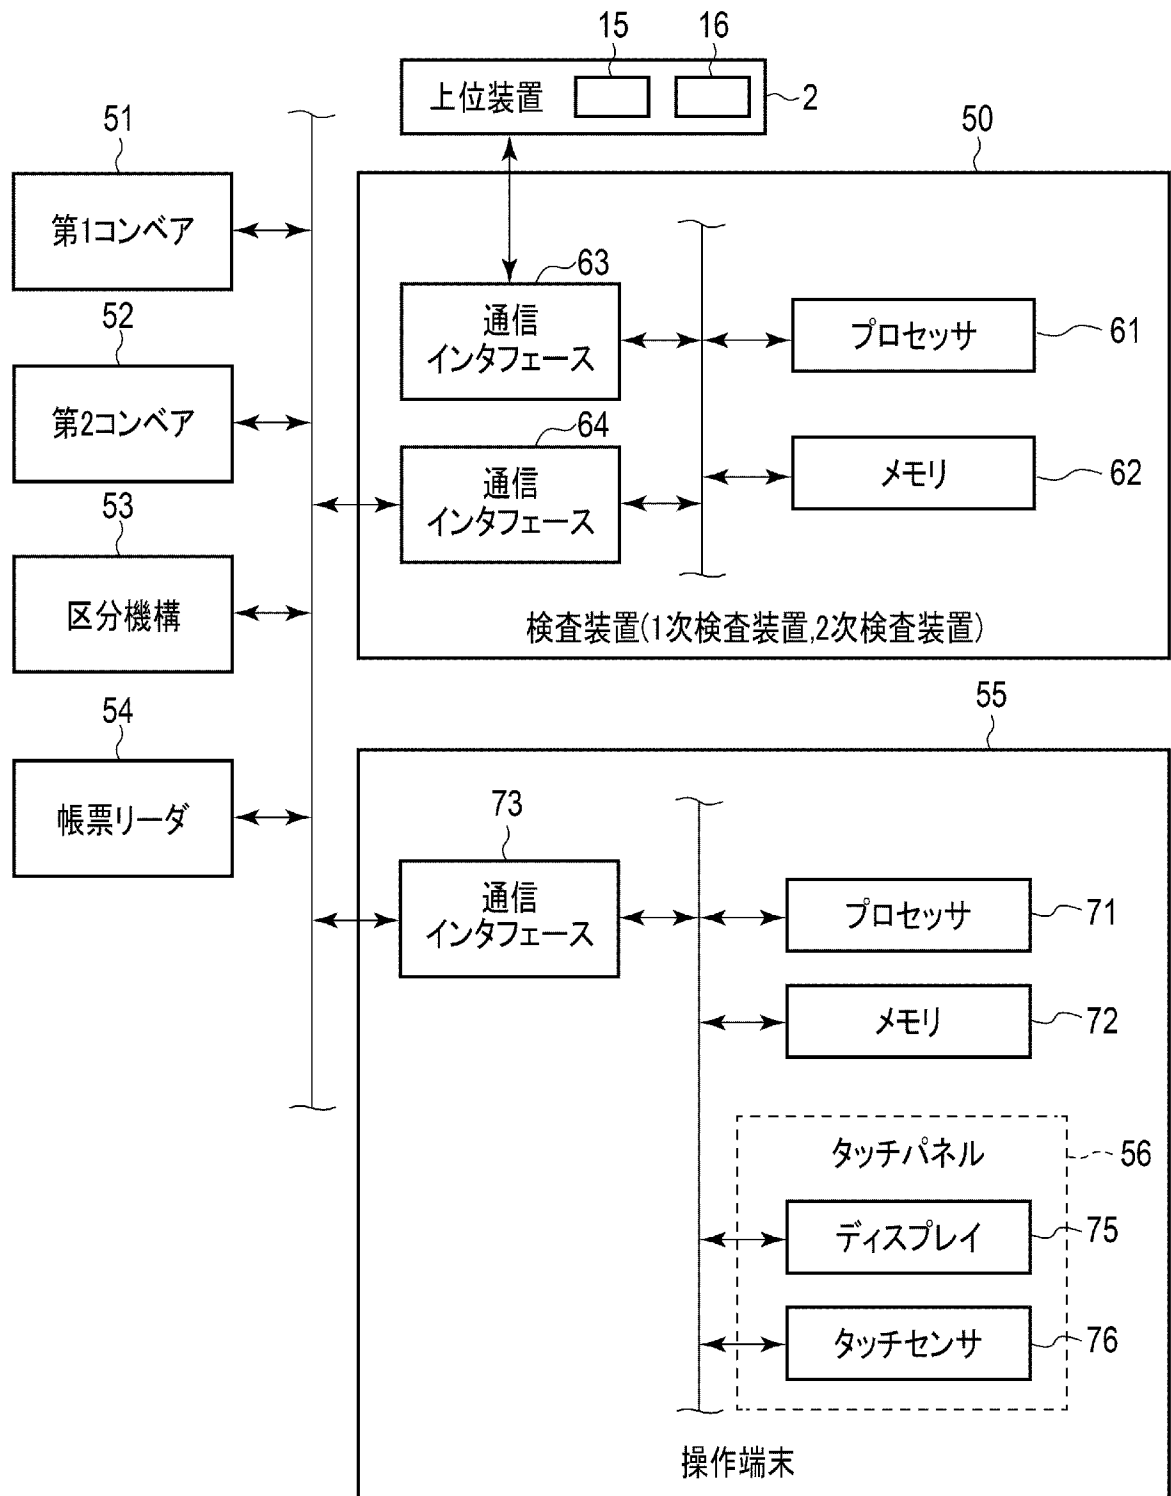 15
16
上位装置
2
51
第1コンベア
52
第2コンベア
53
区分機構
54
帳票リーダ
50
63
通信
インタフェース
プロセッサ
61
64
通信
インタフェース
メモリ
62
検査装置(1次検査装置,2次検査装置)
55
73
通信
インタフェース
プロセッサ
71
メモリ
72
タッチパネル
56
ディスプレイ
75
タッチセンサ
76
操作端末